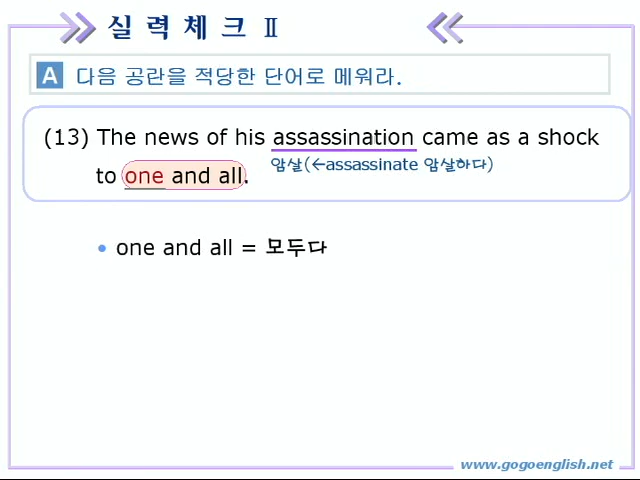 실 력 체 크 Ⅱ
A 다음 공란을 적당한 단어로 메워라.
(13) The news of his assassination came as a shock
암살(←assassinate 암살하다)
to one and all.
• one and all = 모두다
www.gogoenglish.net